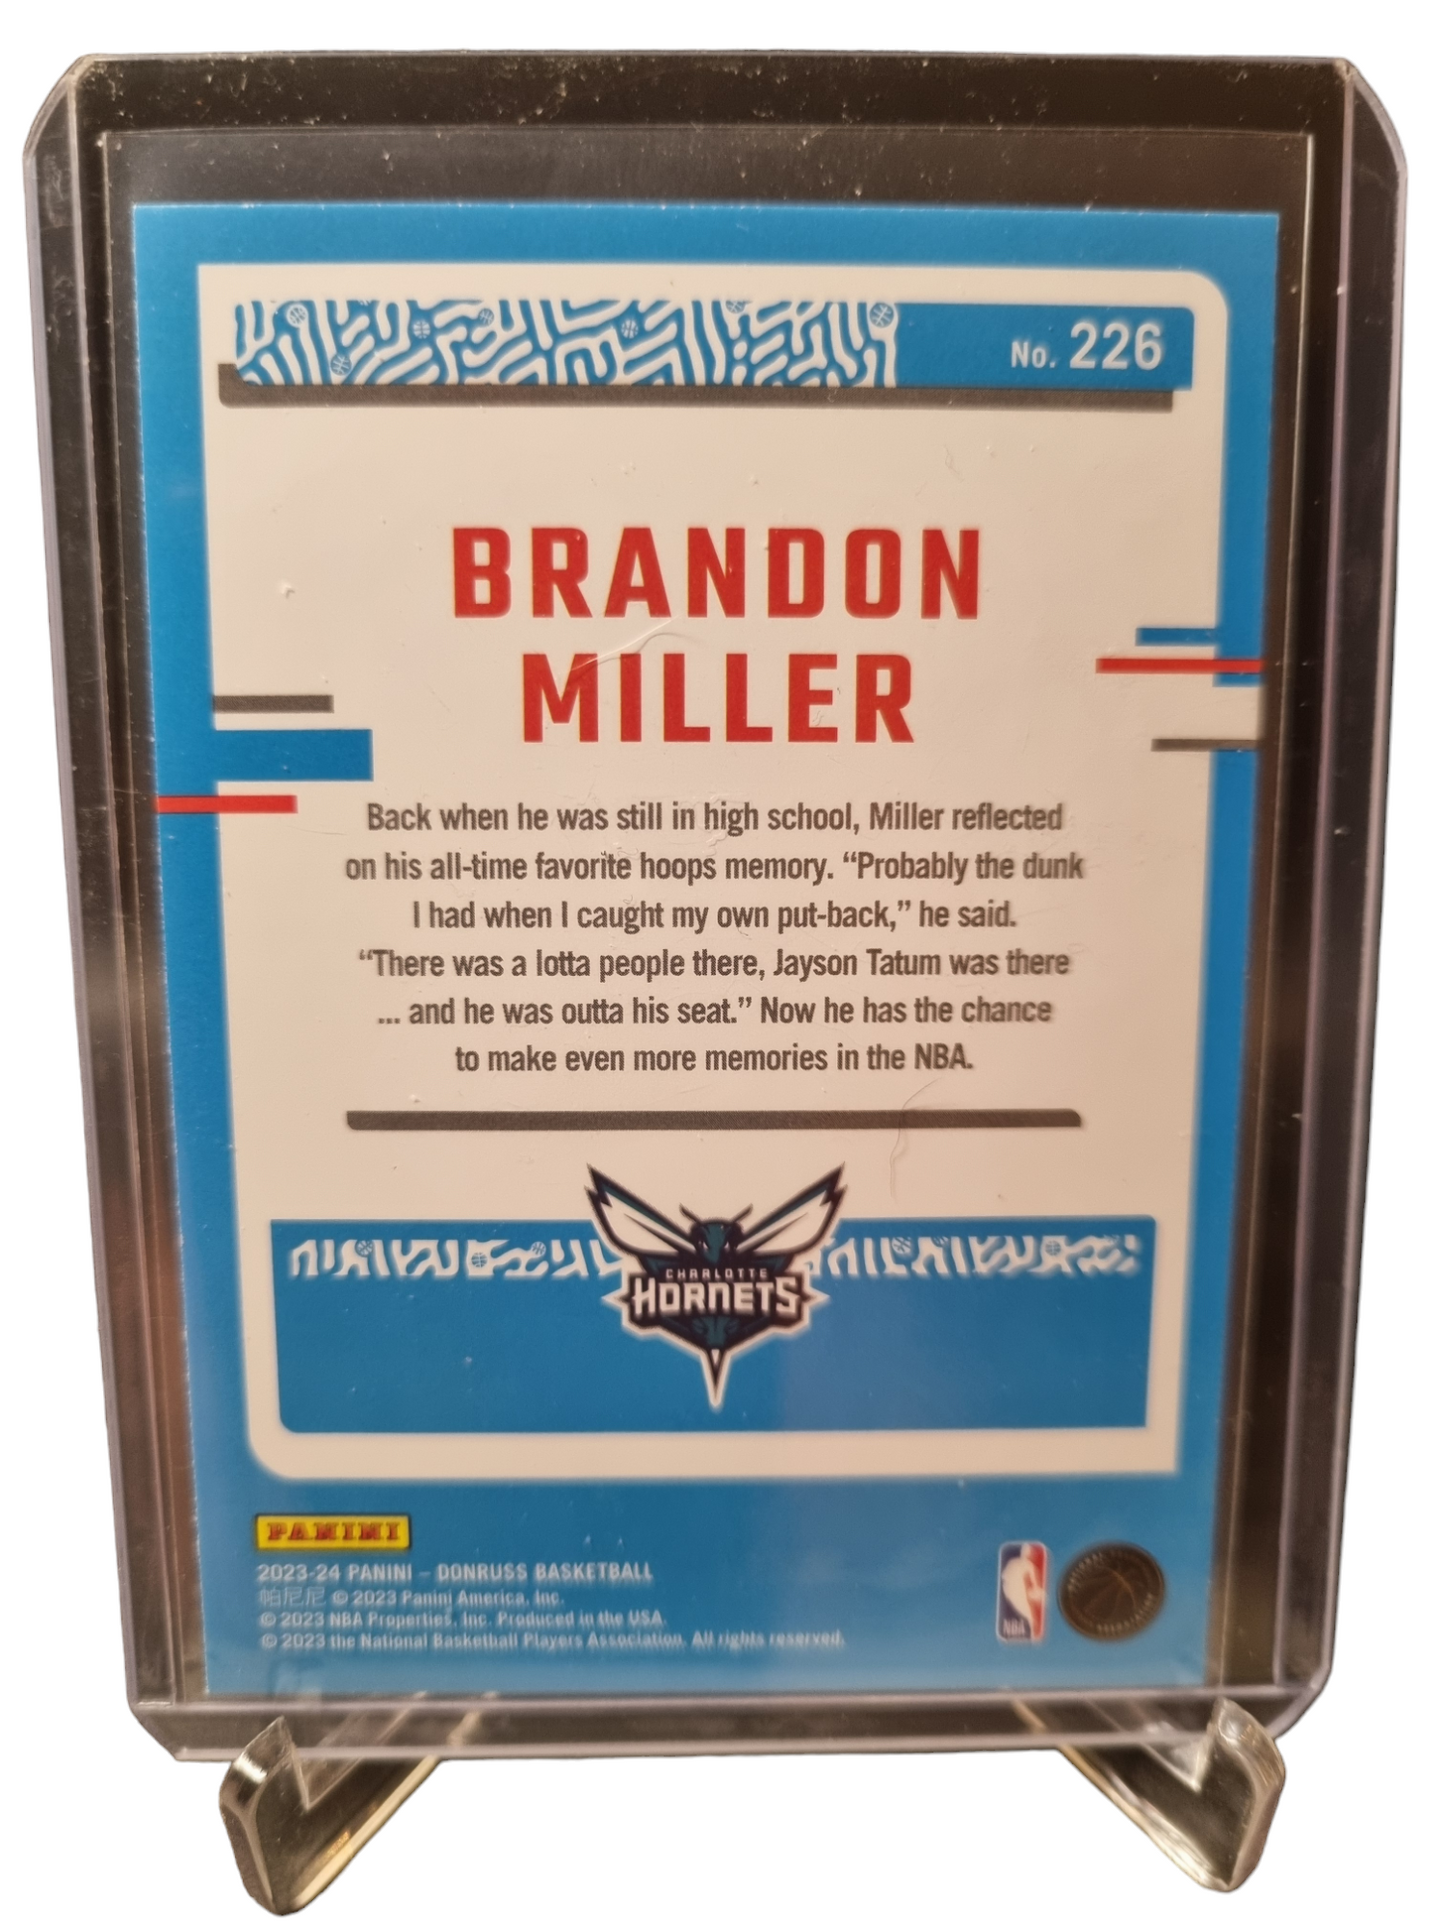 No. 226
BRANDON
MILLER
Back when he was still in high school, Miller reflected
on his all-time favorite hoops memory. “Probably the dunk
I had when I caught my own put-back,” he said.
“There was a lotta people there, Jayson Tatum was there
... and he was outta his seat.” Now he has the chance
to make even more memories in the NBA.
CHARLOTTE
HORNETS
PANINI
2023-24 PANINI – DONRUSS BASKETBALL
帕尼尼 © 2023 Panini America, Inc.
© 2023 NBA Properties, Inc. Produced in the USA.
© 2023 the National Basketball Players Association. All rights reserved.
NBA